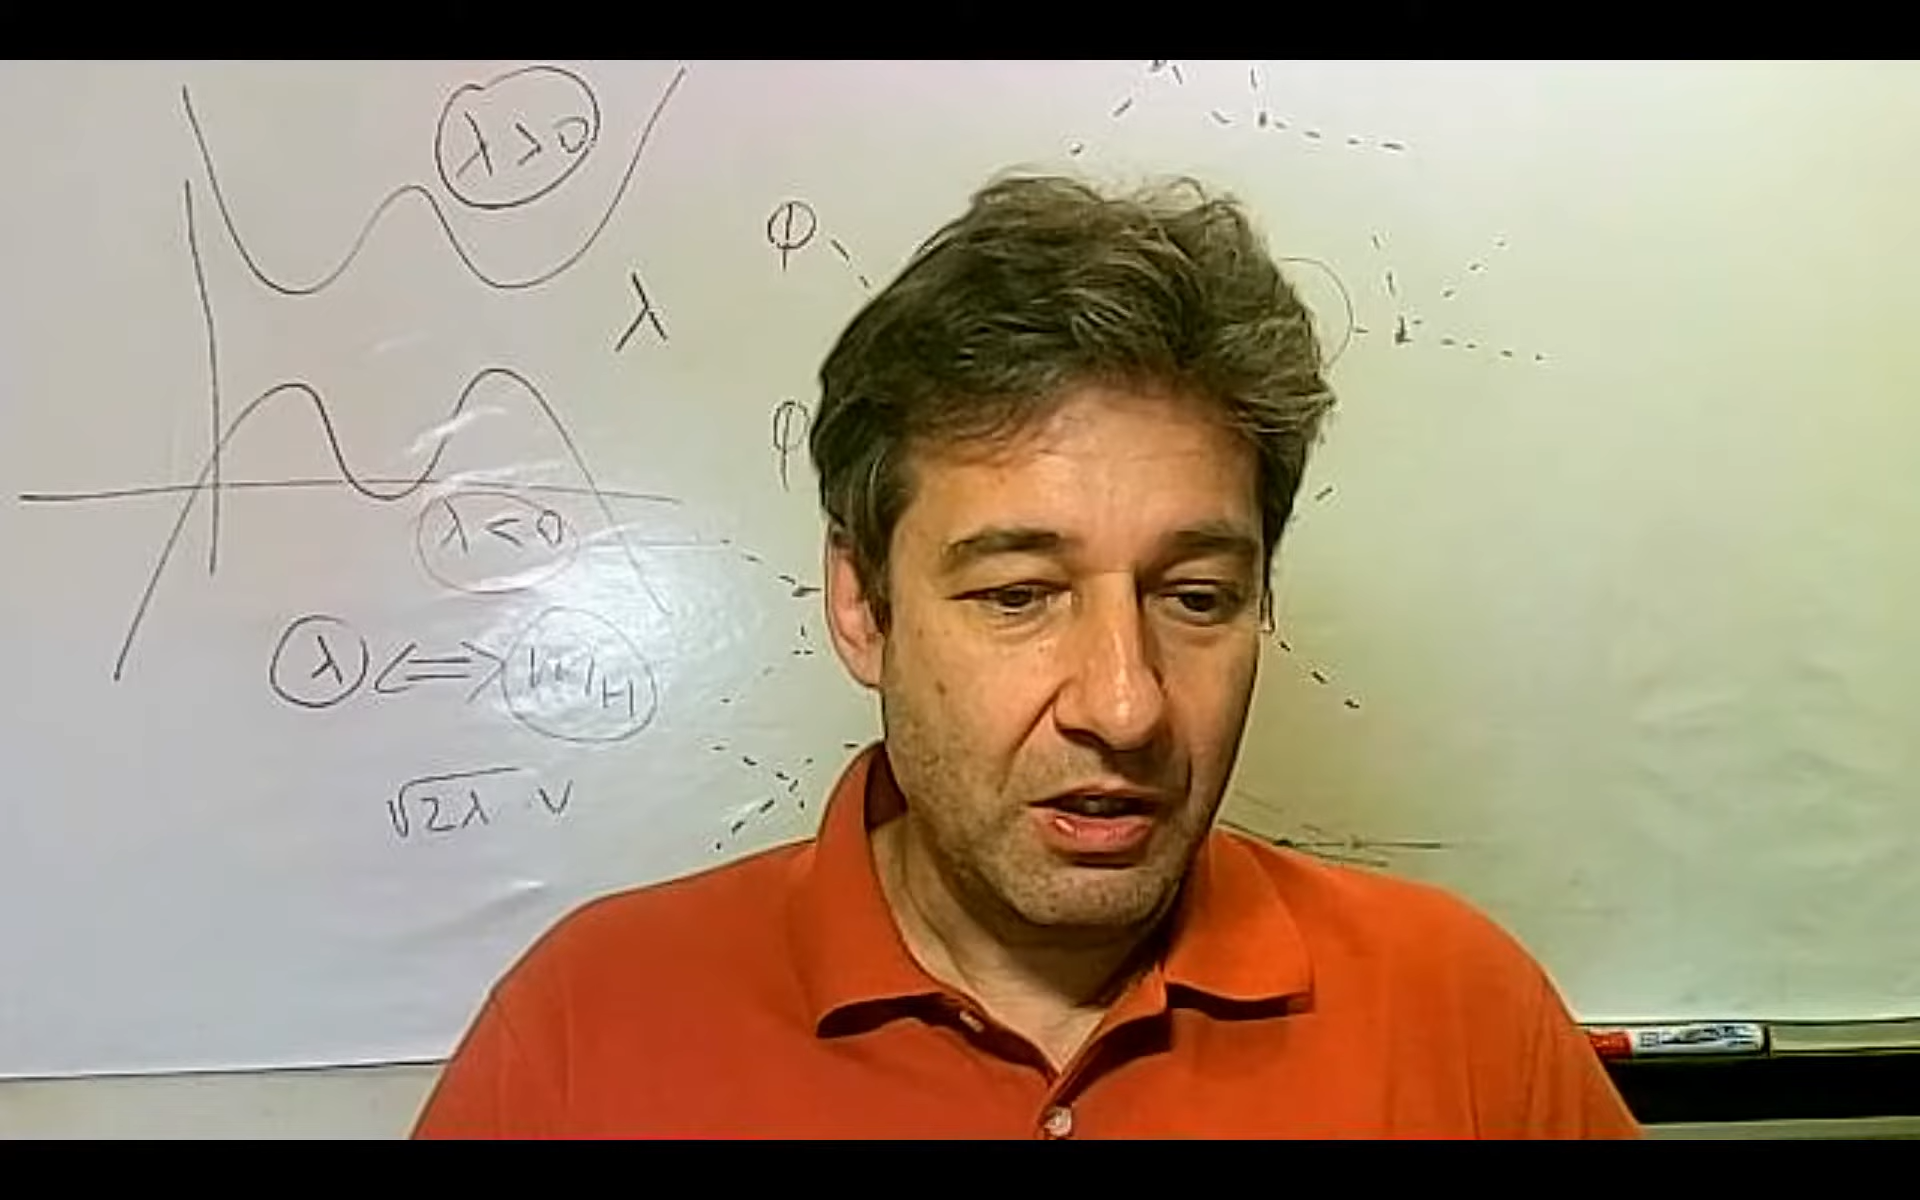 λ>0
φ
λ
φ
λ<0
λ <=> m_H
√2λ · v